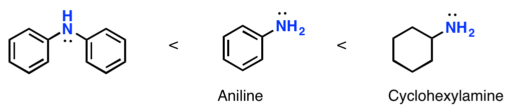 H
N
<
NH2
<
NH2
Aniline
Cyclohexylamine